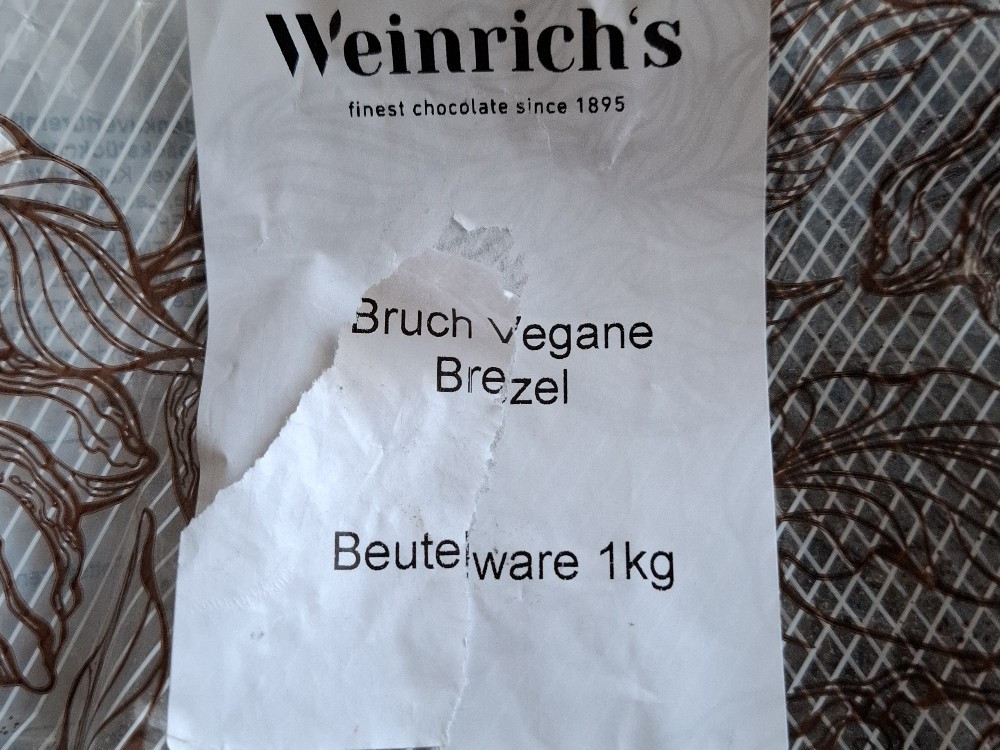 Weinrich's
finest chocolate since 1895
Bruch Vegane
Brezel
Beutelware 1kg